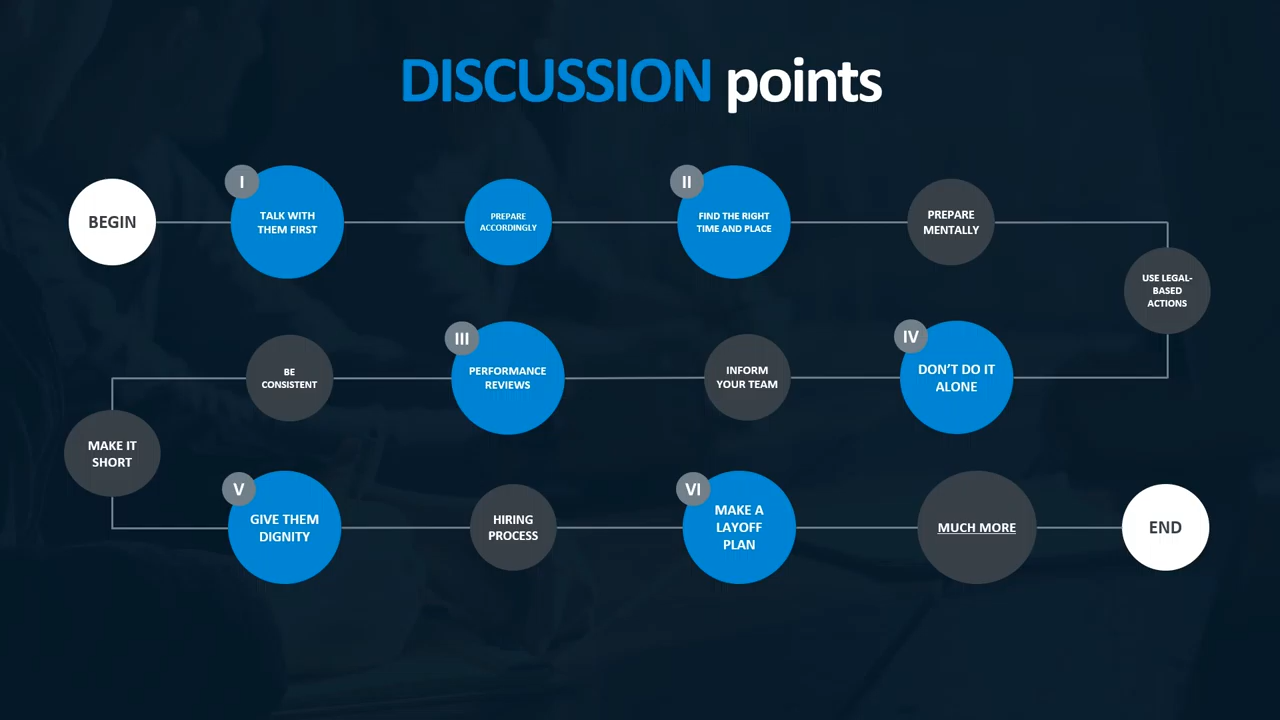 DISCUSSION points
BEGIN
I
TALK WITH
THEM FIRST
PREPARE
ACCORDINGLY
II
FIND THE RIGHT
TIME AND PLACE
PREPARE
MENTALLY
USE LEGAL-
BASED
ACTIONS
BE
CONSISTENT
III
PERFORMANCE
REVIEWS
INFORM
YOUR TEAM
IV
DON'T DO IT
ALONE
MAKE IT
SHORT
V
GIVE THEM
DIGNITY
HIRING
PROCESS
VI
MAKE A
LAYOFF
PLAN
MUCH MORE
END